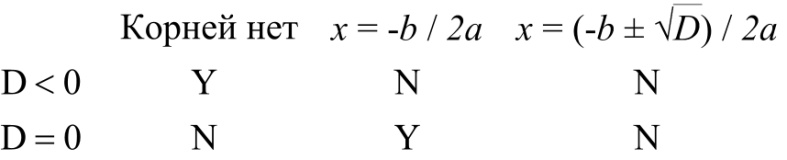 Корней нет x = -b / 2a x = (-b ± √D) / 2a
D < 0 Y N N
D = 0 N Y N